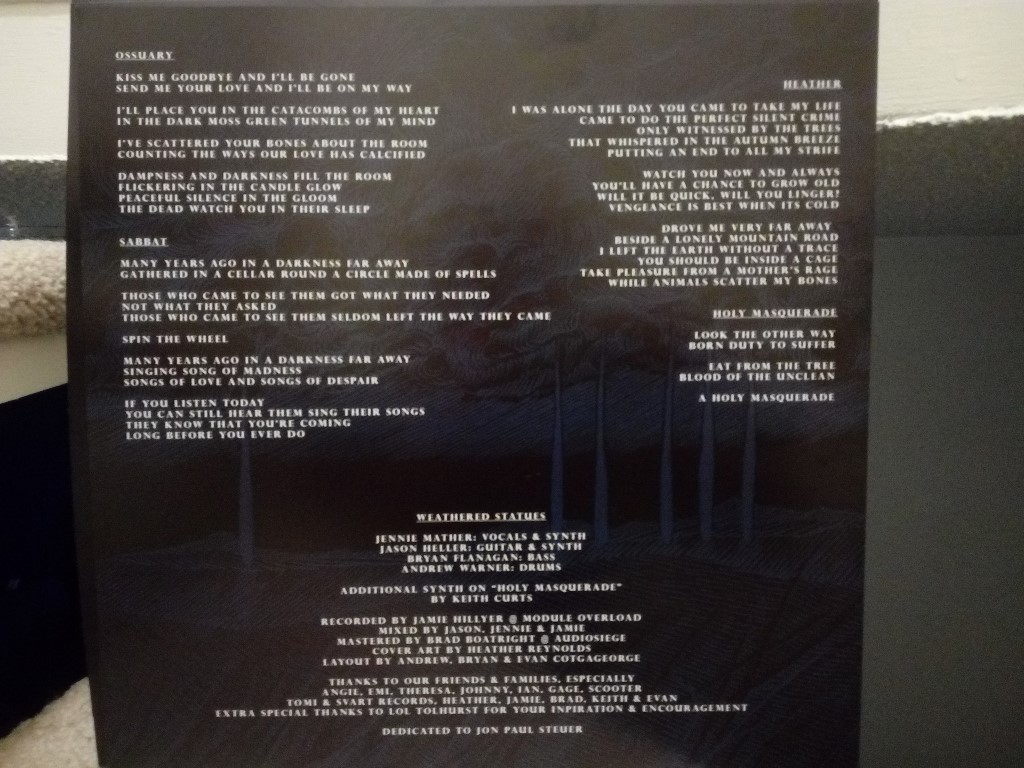 OSSUARY
KISS ME GOODBYE AND I'LL BE GONE
SEND ME YOUR LOVE AND I'LL BE ON MY WAY
I'LL PLACE YOU IN THE CATACOMBS OF MY HEART
IN THE DARK MOSS GREEN TUNNELS OF MY MIND
I'VE SCATTERED YOUR BONES ABOUT THE ROOM
COUNTING THE WAYS OUR LOVE HAS CALCIFIED
DAMPNESS AND DARKNESS FILL THE ROOM
FLICKERING IN THE CANDLE GLOW
PEACEFUL SILENCE IN THE GLOOM
THE DEAD WATCH YOU IN THEIR SLEEP
SABBAT
MANY YEARS AGO IN A DARKNESS FAR AWAY
GATHERED IN A CELLAR ROUND A CIRCLE MADE OF SPELLS
THOSE WHO CAME TO SEE THEM GOT WHAT THEY NEEDED
NOT WHAT THEY ASKED
THOSE WHO CAME TO SEE THEM SELDOM LEFT THE WAY THEY CAME
SPIN THE WHEEL
MANY YEARS AGO IN A DARKNESS FAR AWAY
SINGING SONG OF MADNESS
SONGS OF LOVE AND SONGS OF DESPAIR
IF YOU LISTEN TODAY
YOU CAN STILL HEAR THEM SING THEIR SONGS
THEY KNOW THAT YOU'RE COMING
LONG BEFORE YOU EVER DO
HEATHER
I WAS ALONE THE DAY YOU CAME TO TAKE MY LIFE
CAME TO DO THE PERFECT SILENT CRIME
ONLY WITNESSED BY THE TREES
THAT WHISPERED IN THE AUTUMN BREEZE
PUTTING AN END TO ALL MY STRIFE
WATCH YOU NOW AND ALWAYS
YOU'LL HAVE A CHANCE TO GROW OLD
WILL IT BE QUICK, WILL YOU LINGER?
VENGEANCE IS BEST WHEN ITS COLD
DROVE ME VERY FAR AWAY
BESIDE A LONELY MOUNTAIN ROAD
I LEFT THE EARTH WITHOUT A TRACE
YOU SHOULD BE INSIDE A CAGE
TAKE PLEASURE FROM A MOTHER'S RAGE
WHILE ANIMALS SCATTER MY BONES
HOLY MASQUERADE
LOOK THE OTHER WAY
BORN DUTY TO SUFFER
EAT FROM THE TREE
BLOOD OF THE UNCLEAN
A HOLY MASQUERADE
WEATHERED STATUES
JENNIE MATHER: VOCALS & SYNTH
JASON HELLER: GUITAR & SYNTH
BRYAN FLANAGAN: BASS
ANDREW WARNER: DRUMS
ADDITIONAL SYNTH ON "HOLY MASQUERADE"
BY KEITH CURTS
RECORDED BY JAMIE HILLYER @ MODULE OVERLOAD
MIXED BY JASON, JENNIE & JAMIE
MASTERED BY BRAD BOATRIGHT @ AUDIOSIEGE
COVER ART BY HEATHER REYNOLDS
LAYOUT BY ANDREW, BRYAN & EVAN COTGAGEORGE
THANKS TO OUR FRIENDS & FAMILIES, ESPECIALLY
ANGIE, EMI, THERESA, JOHNNY, IAN, GAGE, SCOOTER
TOMI & SVART RECORDS, HEATHER, JAMIE, BRAD, KEITH & EVAN
EXTRA SPECIAL THANKS TO LOL TOLHURST FOR YOUR INPIRATION & ENCOURAGEMENT
DEDICATED TO JON PAUL STEUER